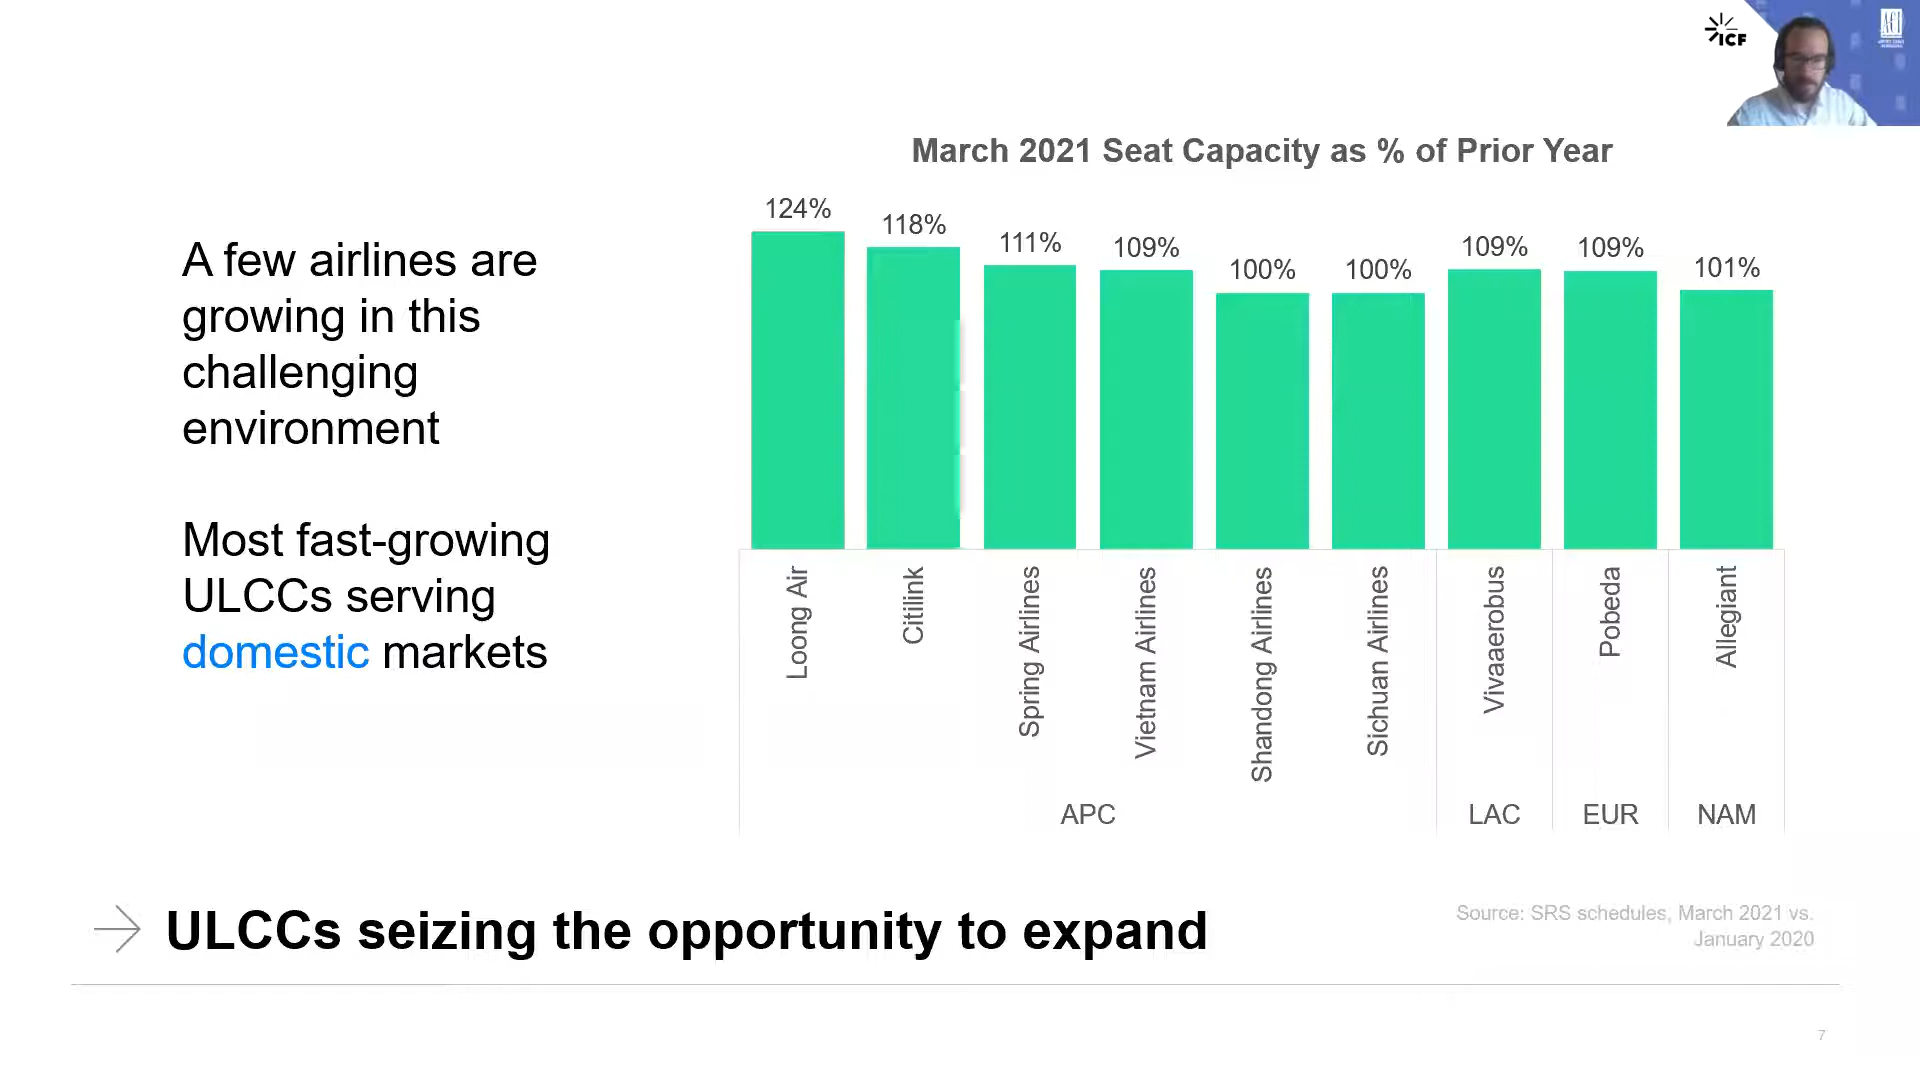 ICF
March 2021 Seat Capacity as % of Prior Year
A few airlines are
growing in this
challenging
environment
Most fast-growing
ULCCs serving
domestic markets
124%
118%
111%
109%
100%
100%
109%
109%
101%
Loong Air
Citilink
Spring Airlines
Vietnam Airlines
Shandong Airlines
Sichuan Airlines
Vivaaerobus
Pobeda
Allegiant
APC
LAC
EUR
NAM
ULCCs seizing the opportunity to expand
Source: SRS schedules, March 2021 vs.
January 2020
7